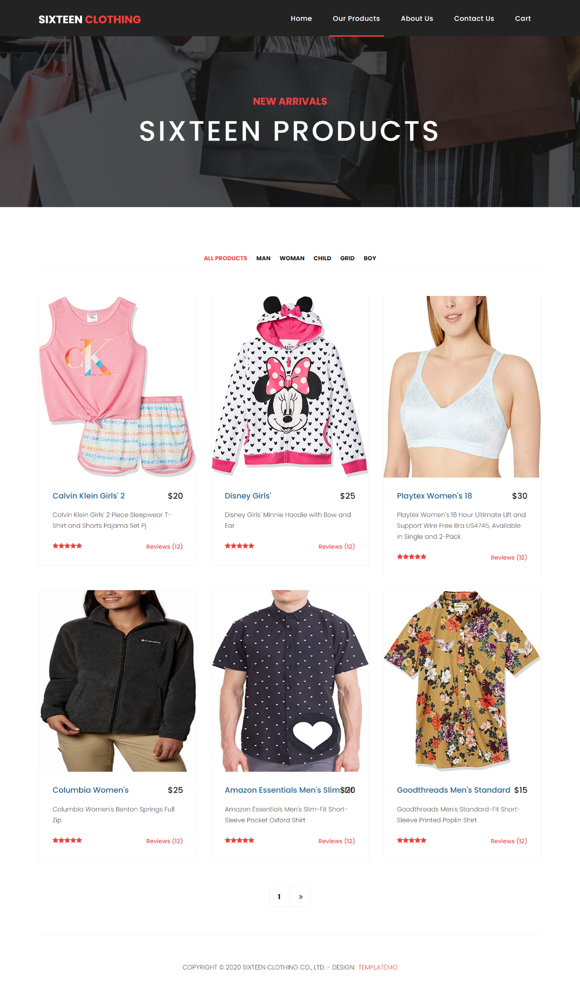 SIXTEEN CLOTHING
Home Our Products About Us Contact Us Cart
NEW ARRIVALS
SIXTEEN PRODUCTS
ALL PRODUCTS MAN WOMAN CHILD GRID BOY
CK
Calvin Klein
Calvin Klein Girls' 2 $20
Calvin Klein Girls' 2 Piece Sleepwear T-
Shirt and Shorts Pajama Set Pj
Reviews (12)
Disney Girls' $25
Disney Girls' Minnie Hoodie with Bow and
Ear
Reviews (12)
Playtex Women's 18 $30
Playtex Women's 18 Hour Ultimate Lift and
Support Wire Free Bra US4745, Available
in Single and 2-Pack
Reviews (12)
Columbia
Columbia Women's $25
Columbia Women's Benton Springs Full
Zip
Reviews (12)
Amazon Essentials Men's Slim $20
Amazon Essentials Men's Slim-Fit Short-
Sleeve Pocket Oxford Shirt
Reviews (12)
Goodthreads Men's Standard $15
Goodthreads Men's Standard-Fit Short-
Sleeve Printed Poplin Shirt
Reviews (12)
1 »
COPYRIGHT © 2020 SIXTEEN CLOTHING CO., LTD. - DESIGN: TEMPLATEMO